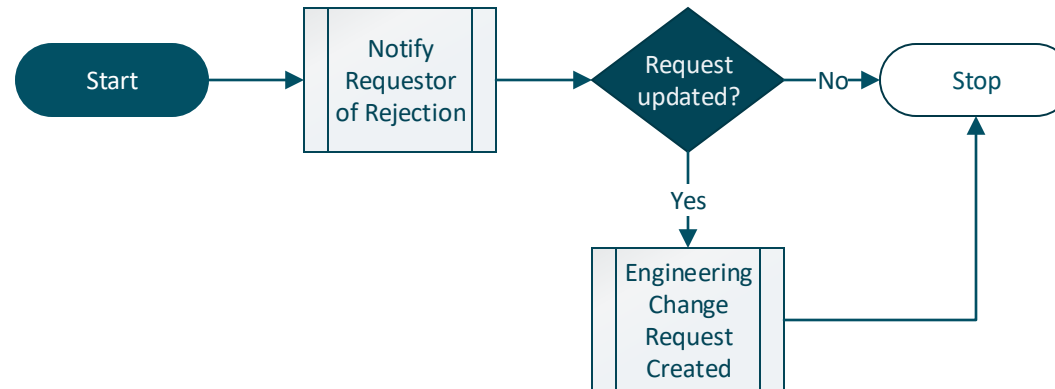 Start
Notify
Requestor
of Rejection
Request
updated?
No
Stop
Yes
Engineering
Change
Request
Created